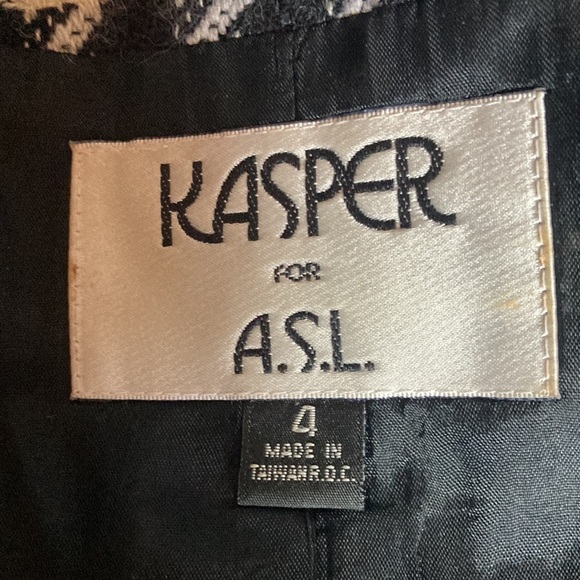 KASPER
FOR
A.S.L.
4
MADE IN
TAIWAN R.O.C.